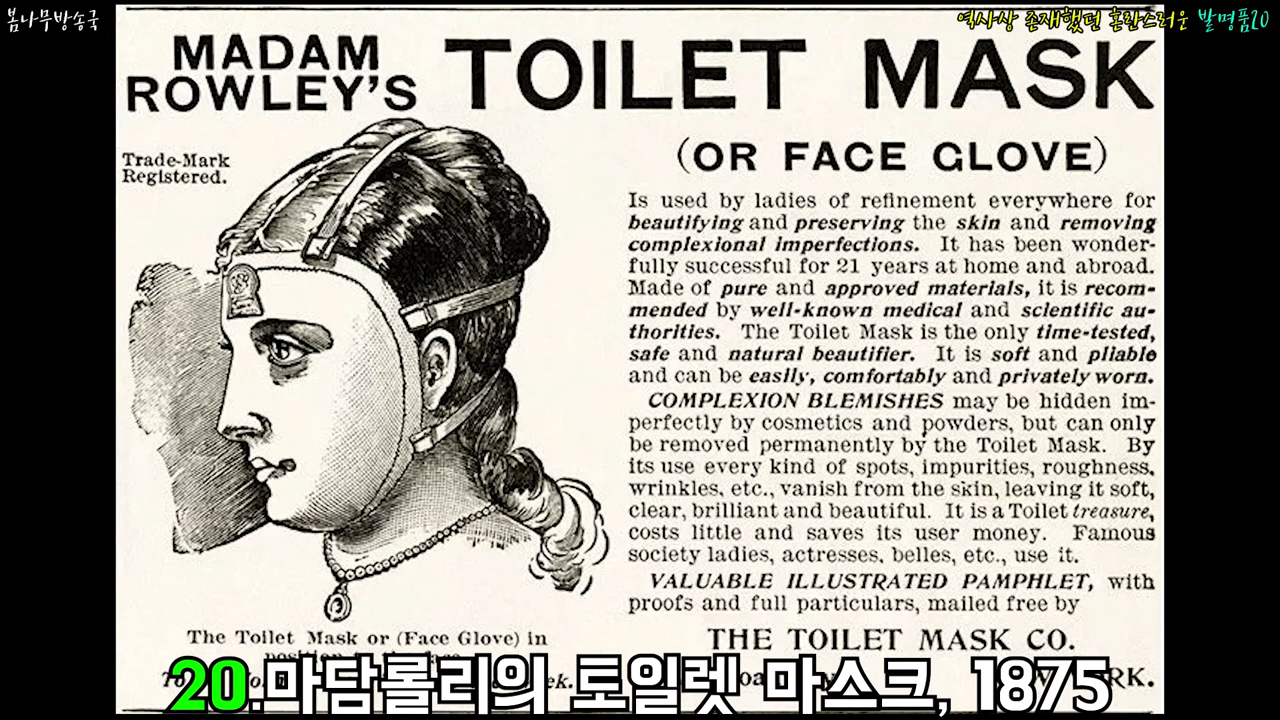 봄나무방송국
역사상 존재했던 혼란스러운 발명품20
MADAM
ROWLEY'S
TOILET MASK
(OR FACE GLOVE)
Trade-Mark
Registered.
Is used by ladies of refinement everywhere for
beautifying and preserving the skin and removing
complexional imperfections. It has been wonder-
fully successful for 21 years at home and abroad.
Made of pure and approved materials, it is recom-
mended by well-known medical and scientific au-
thorities. The Toilet Mask is the only time-tested,
safe and natural beautifier. It is soft and pliable
and can be easily, comfortably and privately worn.
COMPLEXION BLEMISHES may be hidden im-
perfectly by cosmetics and powders, but can only
be removed permanently by the Toilet Mask. By
its use every kind of spots, impurities, roughness,
wrinkles, etc., vanish from the skin, leaving it soft,
clear, brilliant and beautiful. It is a Toilet treasure,
costs little and saves its user money. Famous
society ladies, actresses, belles, etc., use it.
VALUABLE ILLUSTRATED PAMPHLET, with
proofs and full particulars, mailed free by
THE TOILET MASK CO.
The Toilet Mask or (Face Glove) in
20.마담롤리의 토일렛 마스크, 1875